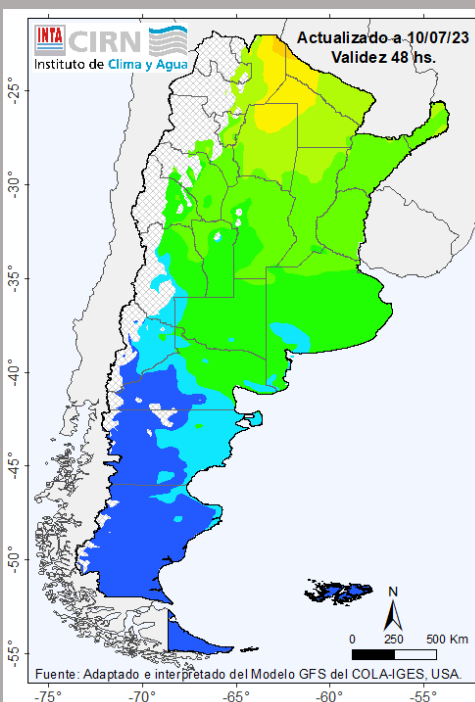 INTA CIRN
Instituto de Clima y Agua
Actualizado a 10/07/23
Validez 48 hs.
-25°
-30°
-35°
-40°
-45°
-50°
-55°
N
0 250 500 Km
Fuente: Adaptado e interpretado del Modelo GFS del COLA-IGES, USA.
-75° -70° -65° -60° -55°